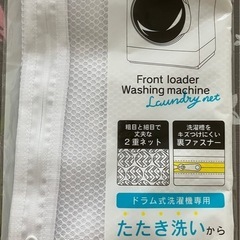 Front loader
Washing machine
Laundry net
粗目と細目で
丈夫な
2重ネット
洗濯槽を
キズつけにくい
裏ファスナー
ドラム式洗濯機専用
たたき洗いから